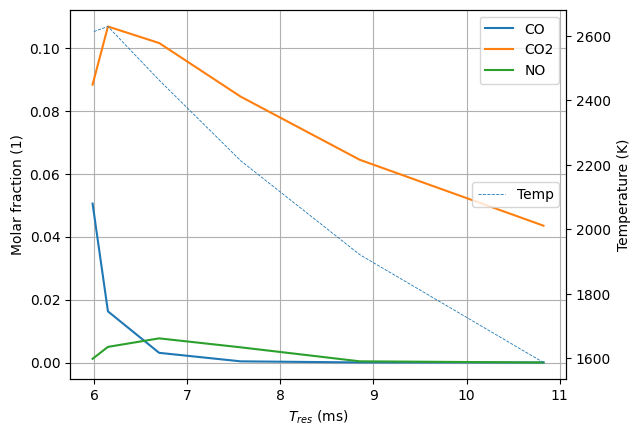 CO
CO2
NO
Temp
Molar fraction (1)
0.10
0.08
0.06
0.04
0.02
0.00
2600
2400
2200
2000
1800
1600
Temperature (K)
6 7 8 9 10 11
T_res (ms)